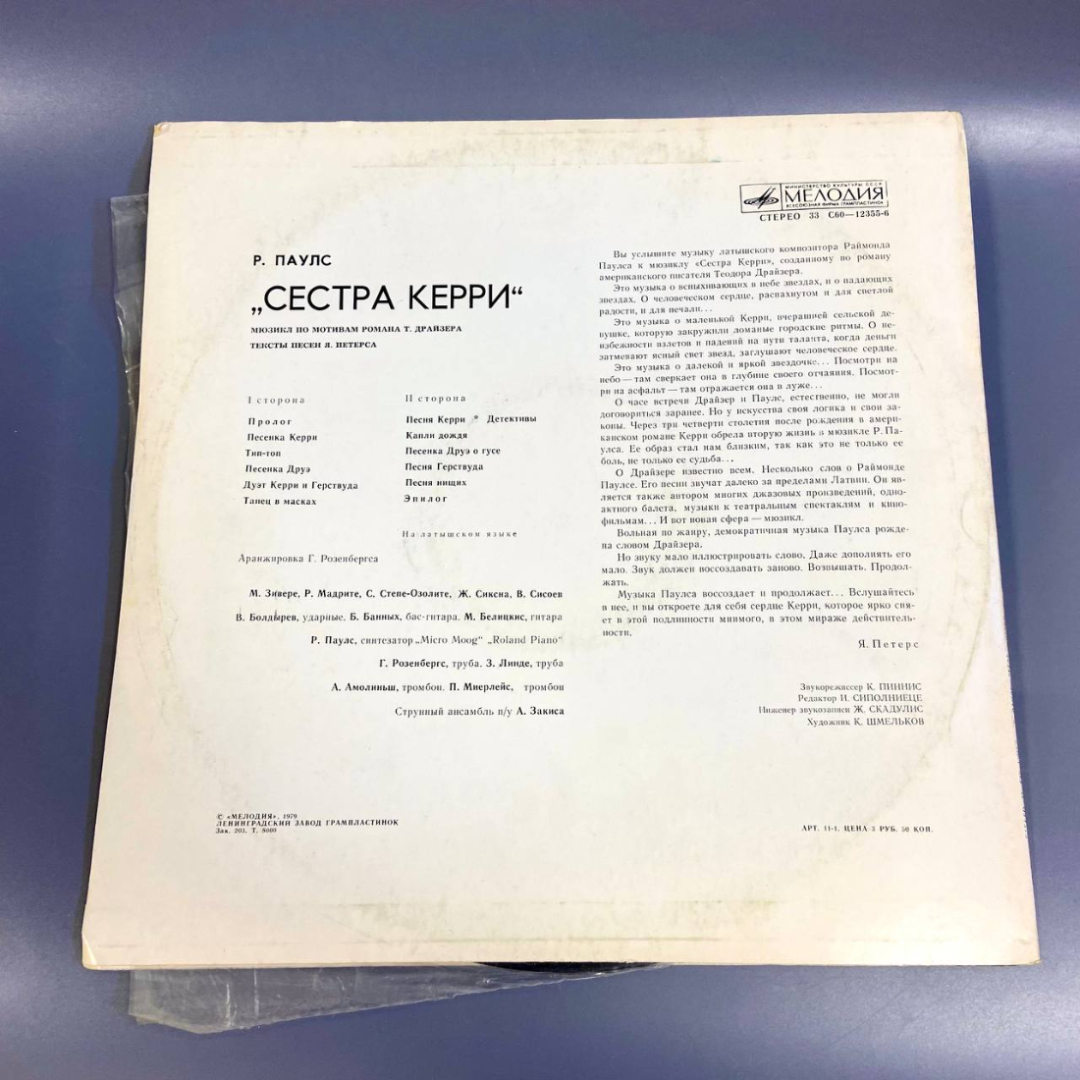 МИНИСТЕРСТВО КУЛЬТУРЫ СССР
МЕЛОДИЯ
ВСЕСОЮЗНАЯ ФИРМА ГРАМПЛАСТИНОК
СТЕРЕО 33 С60—12355-6
Р. ПАУЛС
„СЕСТРА КЕРРИ“
МЮЗИКЛ ПО МОТИВАМ РОМАНА Т. ДРАЙЗЕРА
ТЕКСТЫ ПЕСЕН Я. ПЕТЕРСА
I сторона
Пролог
Песенка Керри
Тип-топ
Песенка Друэ
Дуэт Керри и Герствуда
Танец в масках
II сторона
Песня Керри * Детективы
Капли дождя
Песенка Друэ о гусе
Песня Герствуда
Песня нищих
Эпилог
На латышском языке
Аранжировка Г. Розенбергса
М. Звере, Р. Мадрите, С. Степе-Озолите, Ж. Сиксна, В. Сисоев
В. Болдырев, ударные. Б. Банных, бас-гитара. М. Белицкис, гитара
Р. Паулс, синтезатор „Micro Moog“ „Roland Piano“
Г. Розенбергс, труба. З. Линде, труба
А. Амолиньш, тромбон. П. Миерлейс, тромбон
Струнный ансамбль п/у А. Закиса
Вы услышите музыку латышского композитора Раймонда
Паулса к мюзиклу «Сестра Керри», созданному по роману
американского писателя Теодора Драйзера.
Это музыка о вспыхивающих в небе звездах, и о падающих
звездах. О человеческом сердце, распахнутом и для светлой
радости, и для печали...
Это музыка о маленькой Керри, вчерашней сельской де-
вушке, которую закружили ломаные городские ритмы. О не-
избежности взлетов и падений на пути таланта, когда деньги
затмевают ясный свет звезд, заглушают человеческое сердце.
Это музыка о далекой и яркой звездочке... Посмотри на
небо — там сверкает она в глубине своего отчаяния. Посмот-
ри на асфальт — там отражается она в луже...
О часе встречи Драйзер и Паулс, естественно, не могли
договориться заранее. Но у искусства своя логика и свои за-
коны. Через три четверти столетия после рождения в амери-
канском романе Керри обрела вторую жизнь в мюзикле Р. Па-
улса. Ее образ стал нам близким, так как это не только ее
боль, не только ее судьба...
О Драйзере известно всем. Несколько слов о Раймонде
Паулсе. Его песни звучат далеко за пределами Латвии. Он яв-
ляется также автором многих джазовых произведений, одно-
актного балета, музыки к театральным спектаклям и кино-
фильмам... И вот новая сфера — мюзикл.
Вольная по жанру, демократичная музыка Паулса рожде-
на словом Драйзера.
Но звуку мало иллюстрировать слово. Даже дополнять его
мало. Звук должен воссоздавать заново. Возвышать. Продол-
жать.
Музыка Паулса воссоздает и продолжает... Вслушайтесь
в нее, и вы откроете для себя сердце Керри, которое ярко сия-
ет в этой подлинности мнимого, в этом мираже действитель-
ности.
Я. Петерс
Звукорежассер К. ПИННИС
Редактор И. СИПОЛНИЕЦЕ
Инженер звукозаписи Ж. СКАДУЛИС
Художник К. ШМЕЛЬКОВ
© «МЕЛОДИЯ», 1979
ЛЕНИНГРАДСКИЙ ЗАВОД ГРАМПЛАСТИНОК
Зак. 203. Т. 8000
АРТ. 11-4. ЦЕНА 3 РУБ. 50 КОП.